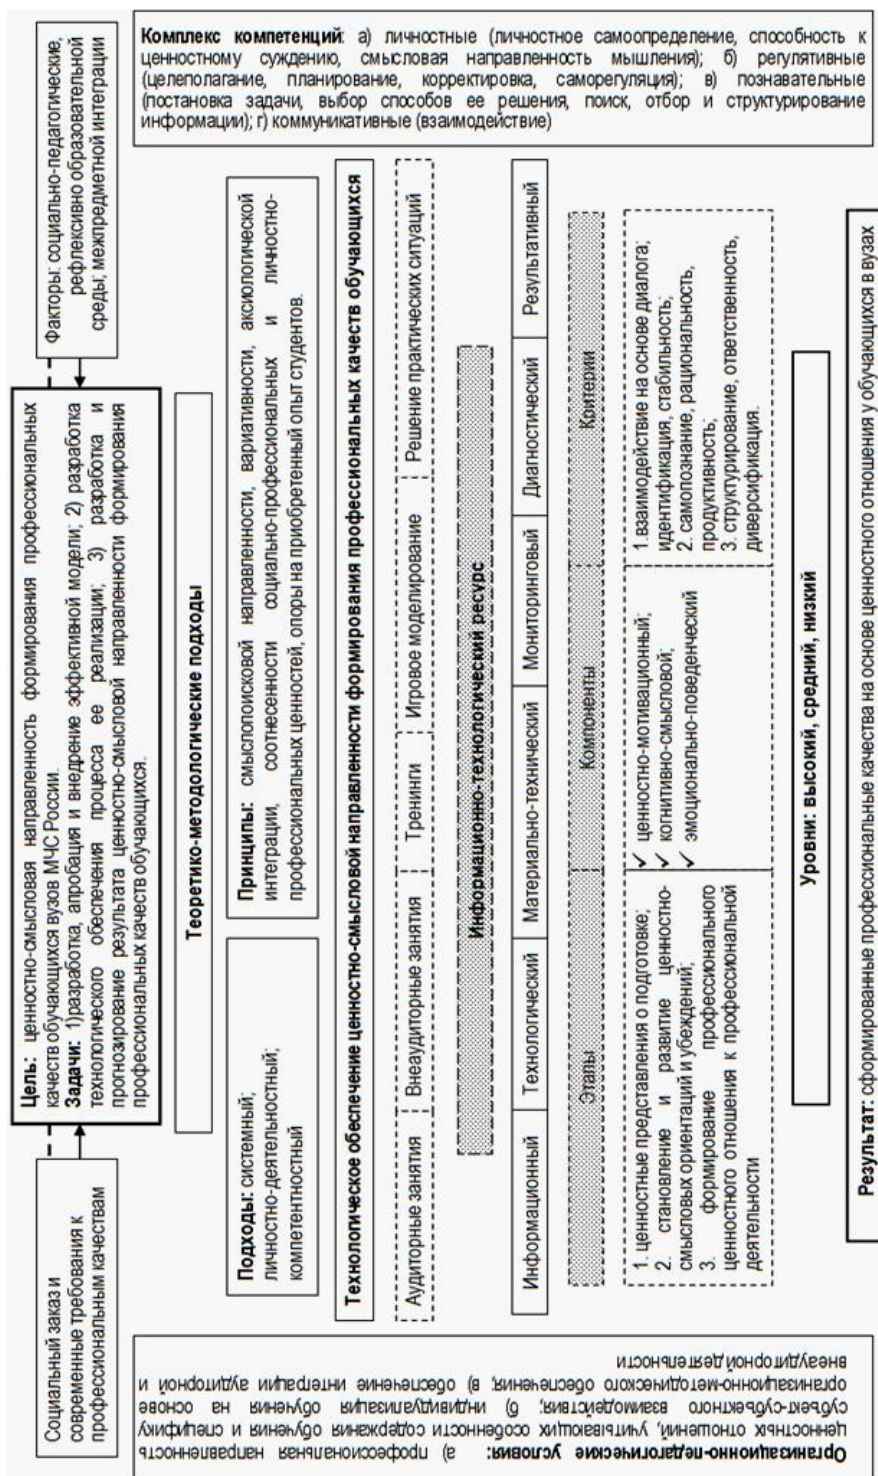 Социальный заказ и
современные требования к
профессиональным качествам
Цель: ценностно-смысловая направленность формирования профессиональных
качеств обучающихся вузов МЧС России.
Задачи: 1)разработка, апробация и внедрение эффективной модели; 2) разработка
технологического обеспечения процесса ее реализации; 3) разработка и
прогнозирование результата ценностно-смысловой направленности формирования
профессиональных качеств обучающихся.
Факторы: социально-педагогические,
рефлексивно образовательной
среды; межпредметной интеграции
Организационно-педагогические условия: а) профессиональная направленность
ценностных отношений, учитывающих особенности содержания обучения и специфику
субъект-субъектного взаимодействия; б) индивидуализация обучения на основе
организационно-методического обеспечения; в) обеспечение интеграции аудиторной и
внеаудиторной деятельности
Теоретико-методологические подходы
Подходы: системный;
личностно-деятельностный;
компетентностный
Принципы: смыслопоисковой направленности, вариативности, аксиологической
интеграции, соотнесенности социально-профессиональных и личностно-
профессиональных ценностей, опоры на приобретенный опыт студентов.
Технологическое обеспечение ценностно-смысловой направленности формирования профессиональных качеств обучающихся
Аудиторные занятия
Внеаудиторные занятия
Тренинги
Игровое моделирование
Решение практических ситуаций
Информационно-технологический ресурс
Информационный
Технологический
Материально-технический
Мониторинговый
Диагностический
Результативный
Этапы
Компоненты
Критерии
1. ценностные представления о подготовке;
2. становление и развитие ценностно-
смысловых ориентаций и убеждений;
3. формирование профессионального
ценностного отношения к профессиональной
деятельности
✓ ценностно-мотивационный;
✓ когнитивно-смысловой;
✓ эмоционально-поведенческий
1.взаимодействие на основе диалога;
идентификация, стабильность;
2. самопознание, рациональность,
продуктивность;
3. структурирование, ответственность,
диверсификация.
Уровни: высокий, средний, низкий
Результат: сформированные профессиональные качества на основе ценностного отношения у обучающихся в вузах
Комплекс компетенций: а) личностные (личностное самоопределение, способность к
ценностному суждению, смысловая направленность мышления); б) регулятивные
(целеполагание, планирование, корректировка, саморегуляция); в) познавательные
(постановка задачи, выбор способов ее решения, поиск, отбор и структурирование
информации); г) коммуникативные (взаимодействие)